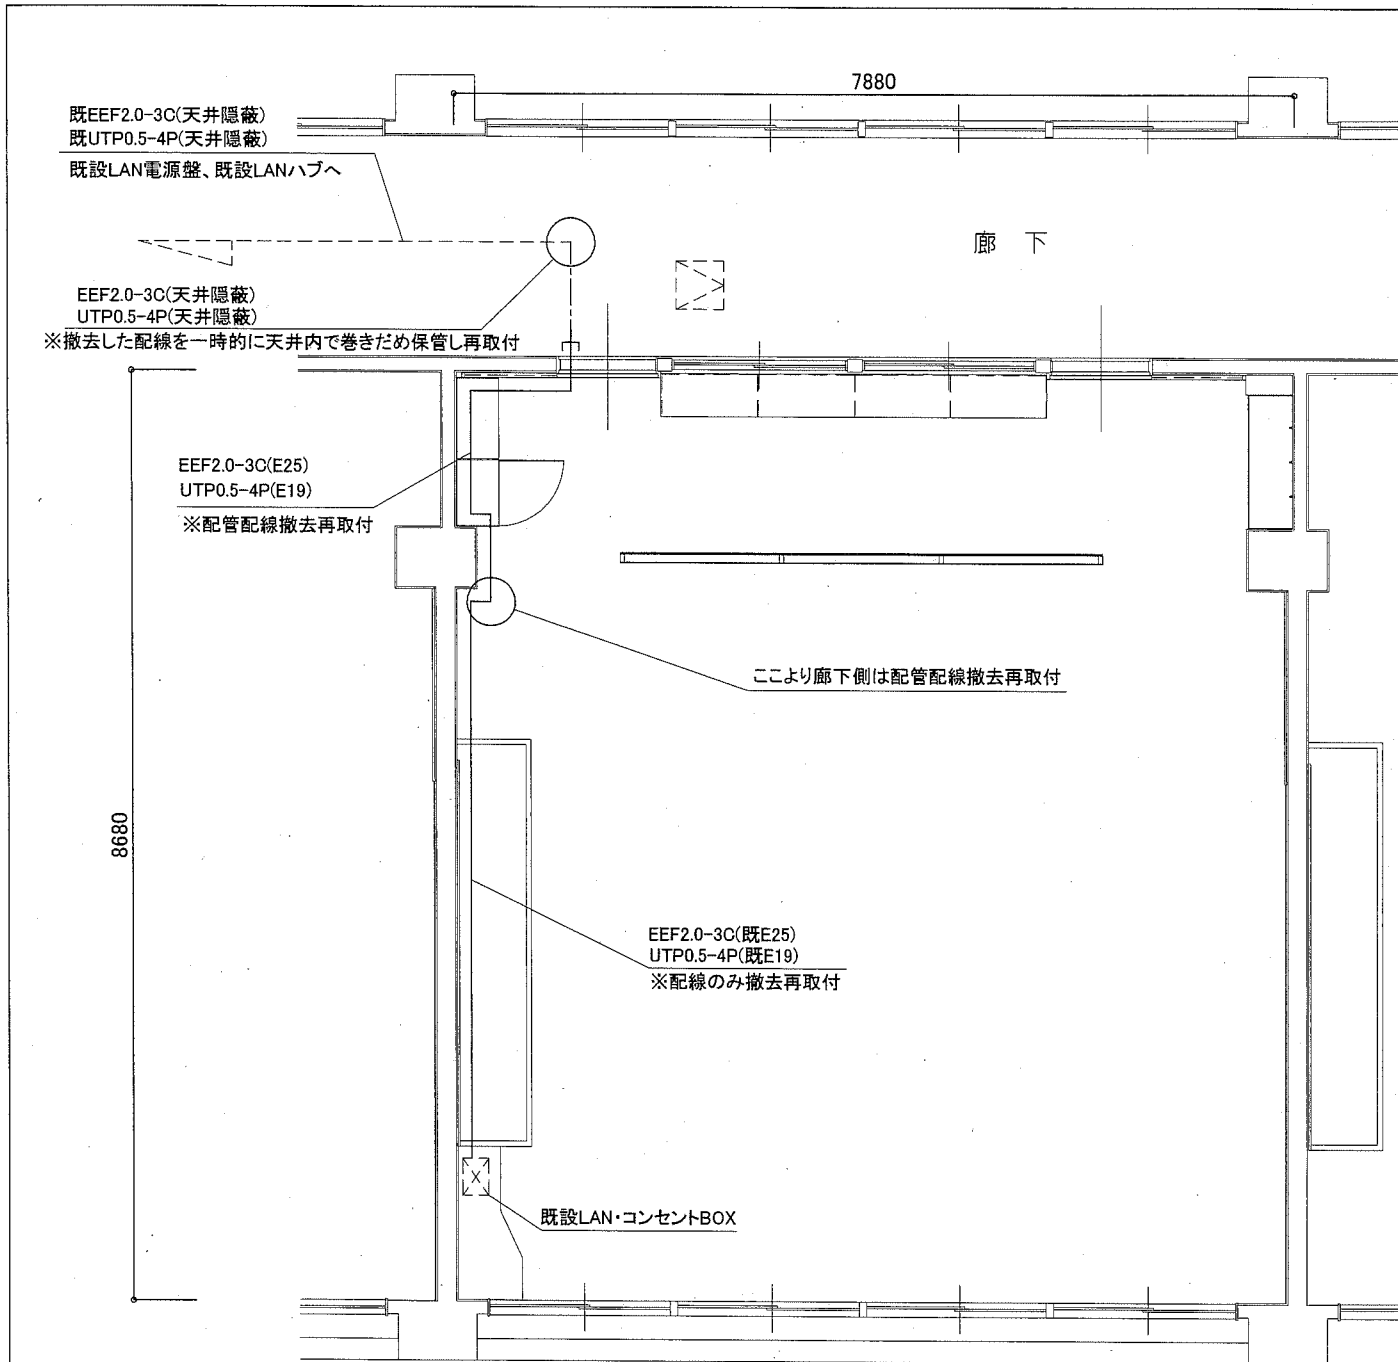 7880
既EEF2.0-3C(天井隠蔽)
既UTP0.5-4P(天井隠蔽)
既設LAN電源盤、既設LANハブへ
廊 下
EEF2.0-3C(天井隠蔽)
UTP0.5-4P(天井隠蔽)
※撤去した配線を一時的に天井内で巻きだめ保管し再取付
EEF2.0-3C(E25)
UTP0.5-4P(E19)
※配管配線撤去再取付
ここより廊下側は配管配線撤去再取付
8680
EEF2.0-3C(既E25)
UTP0.5-4P(既E19)
※配線のみ撤去再取付
既設LAN・コンセントBOX